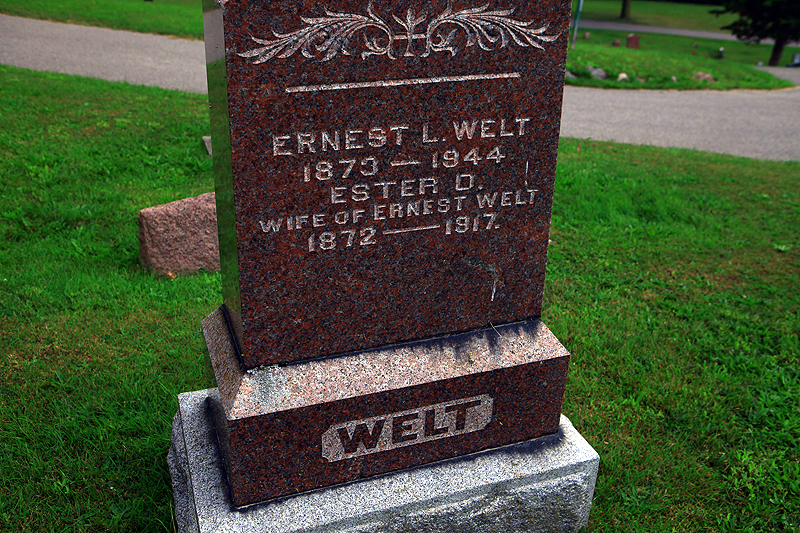 ERNEST L. WELT
1873 — 1944
ESTER O.
WIFE OF ERNEST WELT
1872 — 1917.
WELT